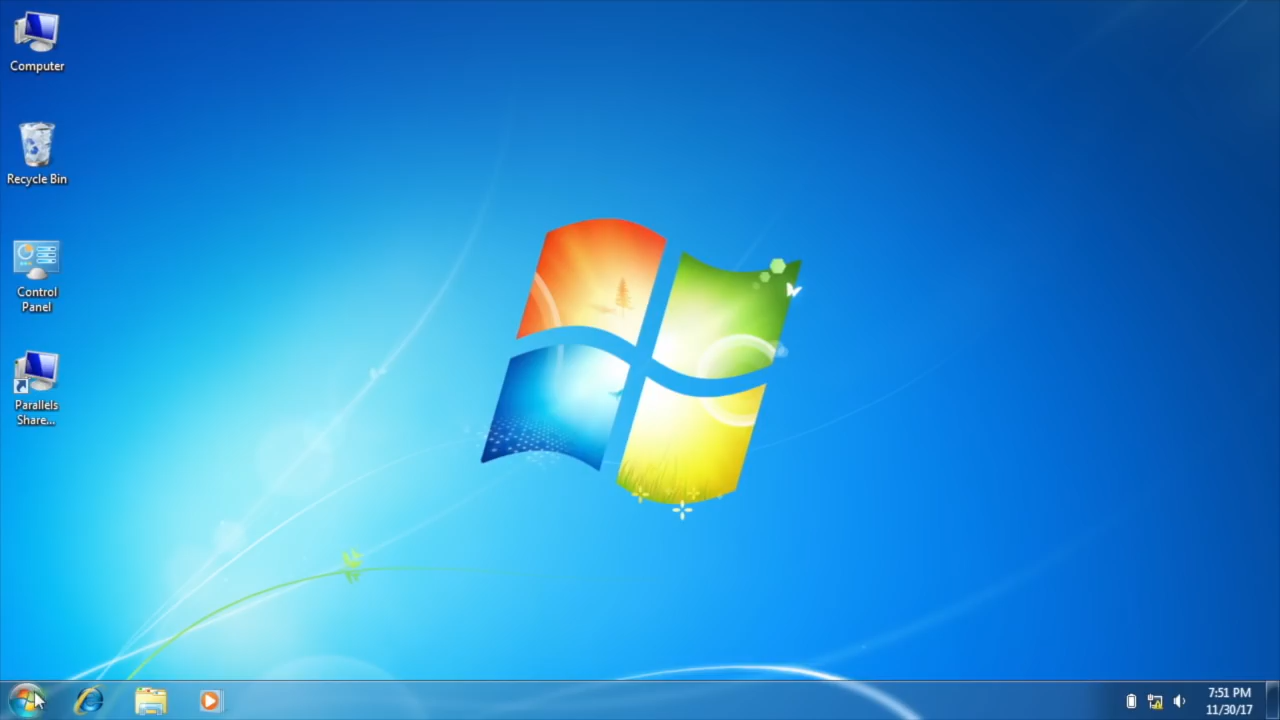 Computer
Recycle Bin
Control
Panel
Parallels
Share...
7:51 PM
11/30/17